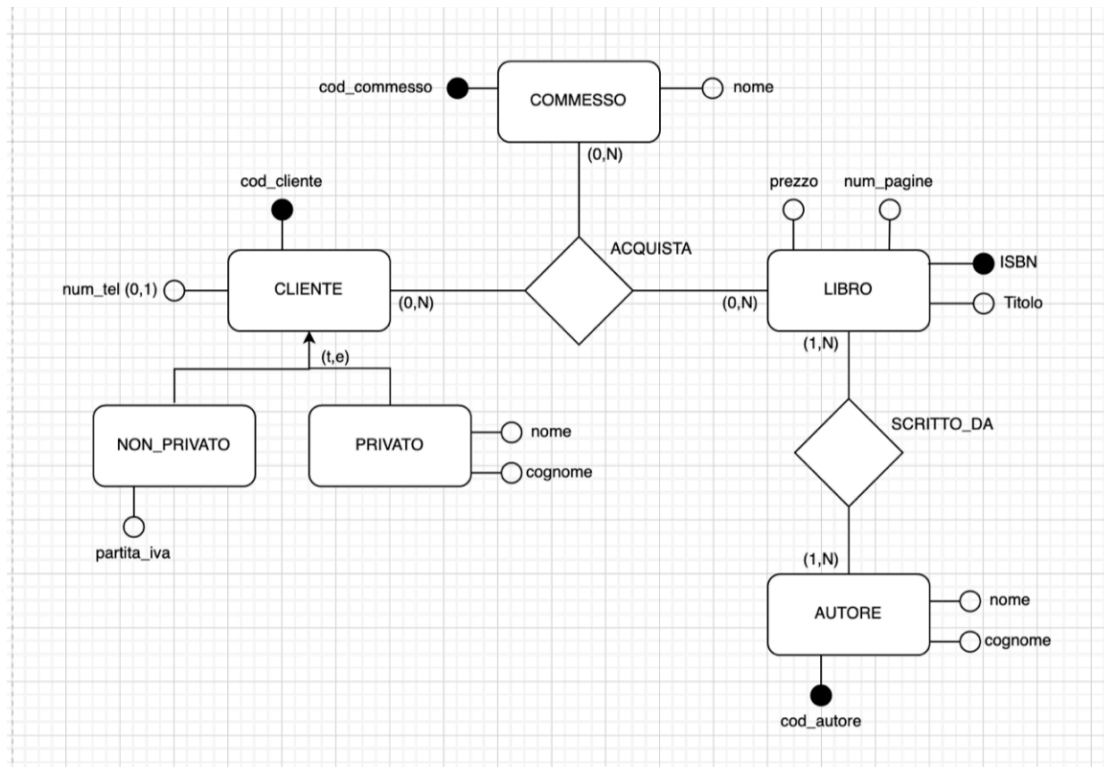 cod_commesso
COMMESSO
nome
(0,N)
cod_cliente
prezzo
num_pagine
ACQUISTA
num_tel (0,1)
CLIENTE
(0,N)
(0,N)
LIBRO
ISBN
Titolo
(t,e)
(1,N)
NON_PRIVATO
PRIVATO
nome
cognome
SCRITTO_DA
partita_iva
(1,N)
AUTORE
nome
cognome
cod_autore